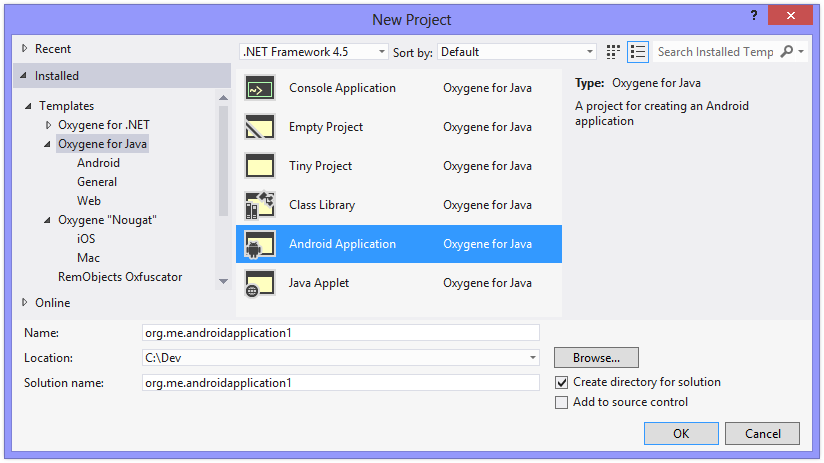 New Project
?
Recent
.NET Framework 4.5
Sort by:
Default
Search Installed Temp
Installed
Templates
Oxygene for .NET
Oxygene for Java
Android
General
Web
Oxygene "Nougat"
iOS
Mac
RemObjects Oxfuscator
Online
Console Application Oxygene for Java
Empty Project Oxygene for Java
Tiny Project Oxygene for Java
Class Library Oxygene for Java
Android Application Oxygene for Java
Java Applet Oxygene for Java
Type: Oxygene for Java
A project for creating an Android
application
Name: org.me.androidapplication1
Location: C:\Dev Browse...
Solution name: org.me.androidapplication1
Create directory for solution
Add to source control
OK Cancel